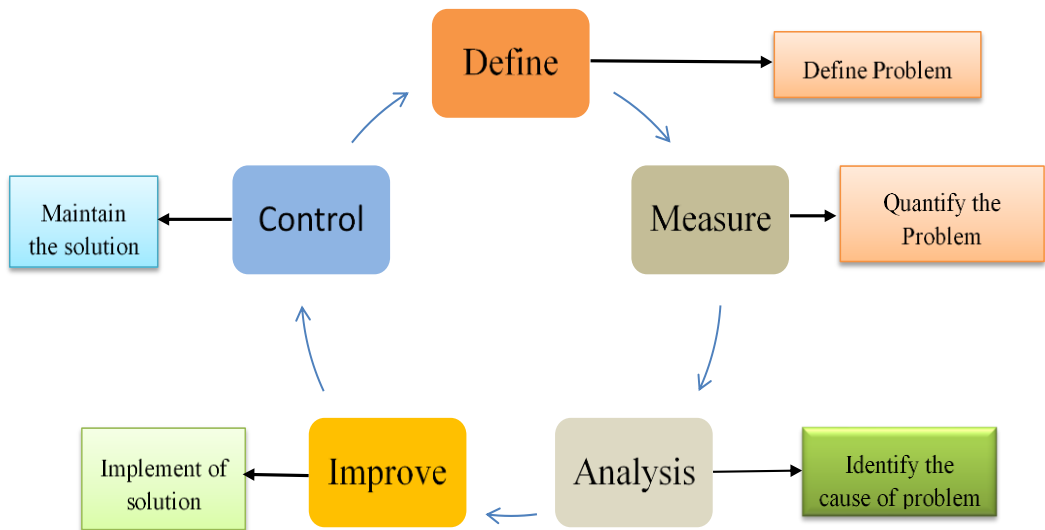 Define
Define Problem
Measure
Quantify the
Problem
Analysis
Identify the
cause of problem
Improve
Implement of
solution
Control
Maintain
the solution